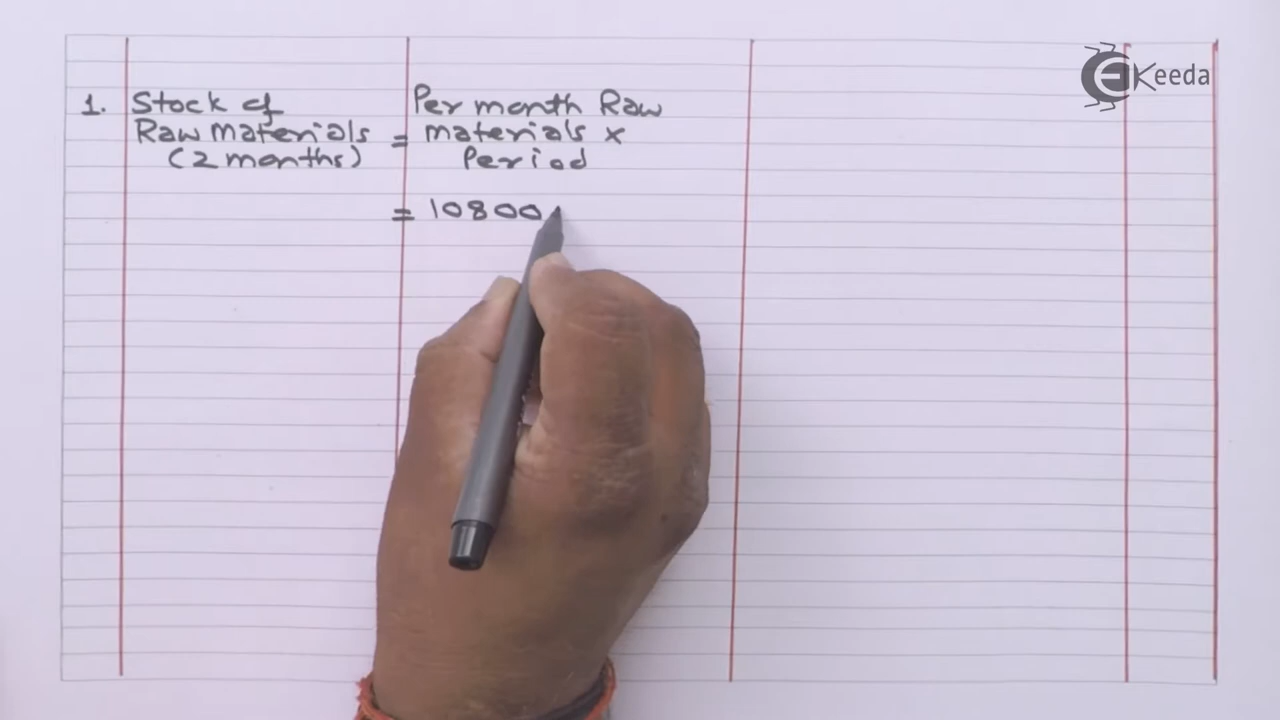 1. Stock of Raw Materials (2 months) = Per month Raw materials x Period
= 10800
EKeeda